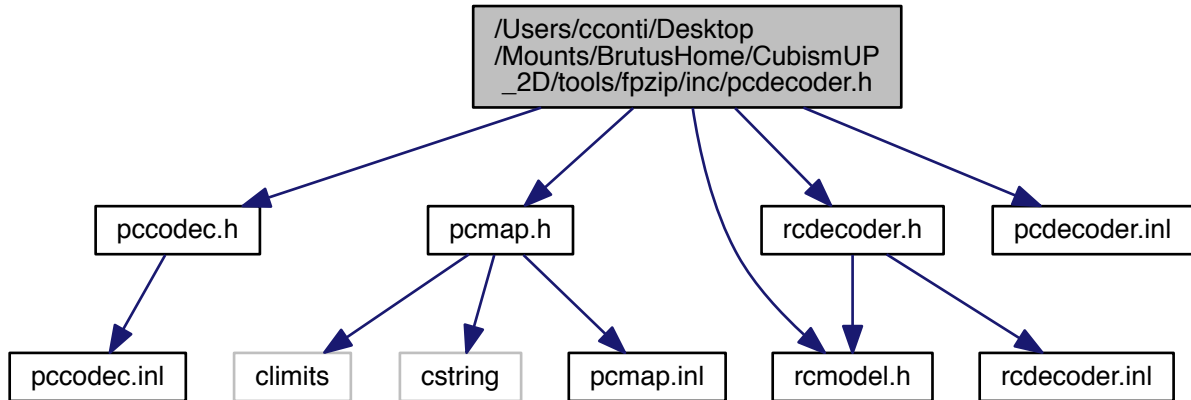 /Users/cconti/Desktop
/Mounts/BrutusHome/CubismUP
_2D/tools/fpzip/inc/pcdecoder.h
pccodec.h
pcmap.h
rcdecoder.h
pcdecoder.inl
pccodec.inl
climits
cstring
pcmap.inl
rcmodel.h
rcdecoder.inl